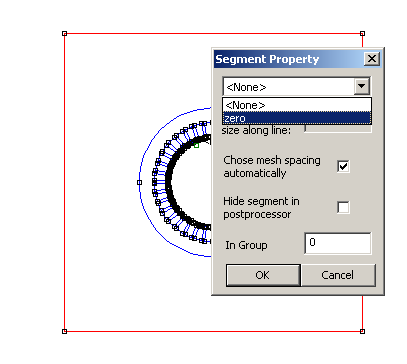 Segment Property
<None>
<None>
zero
size along line:
Chose mesh spacing
automatically
Hide segment in
postprocessor
In Group
0
OK
Cancel